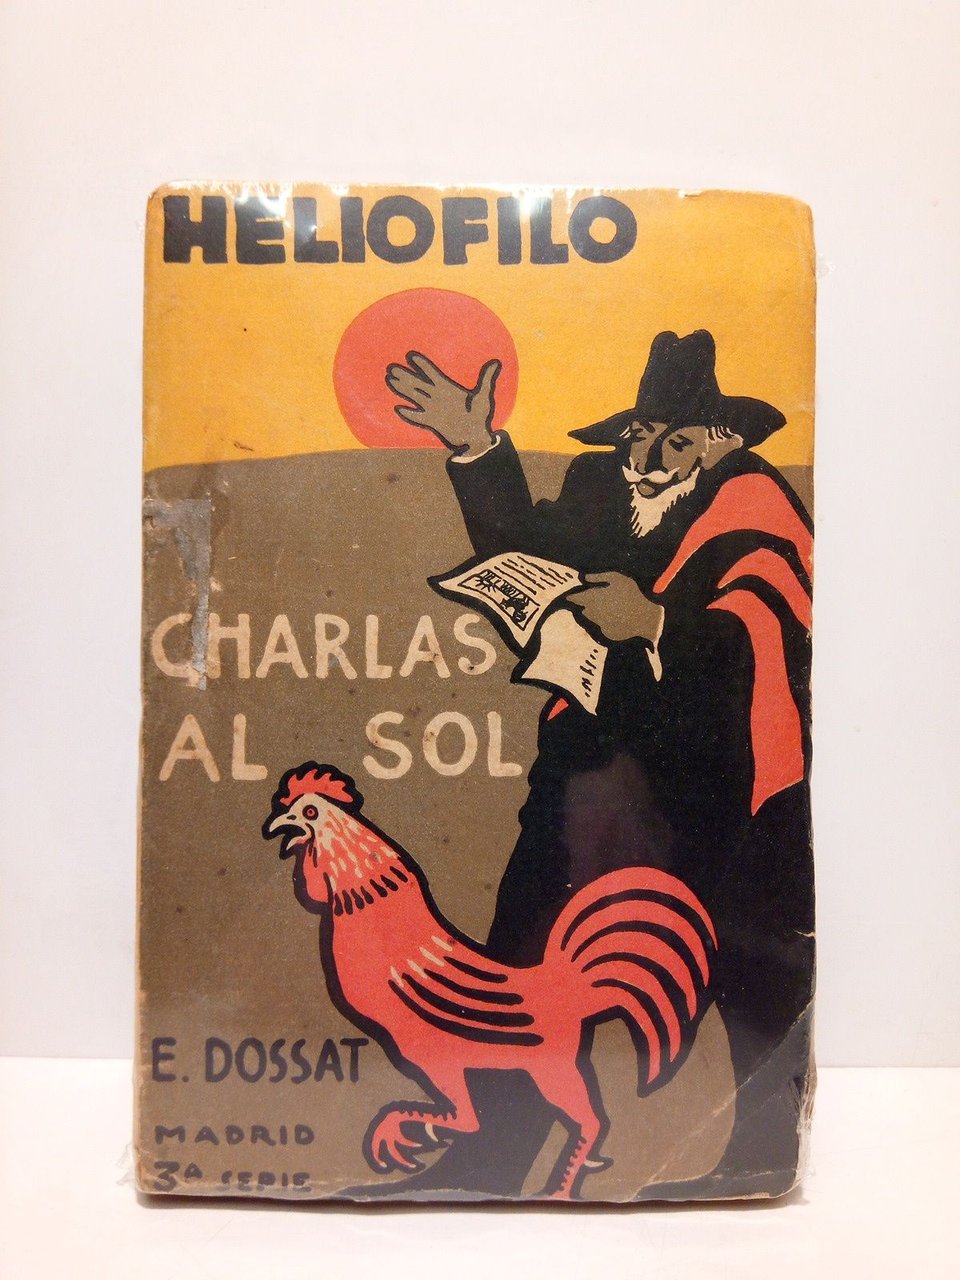 HELIOFILO
CHARLAS
AL SOL
E. DOSSAT
MADRID
3ª SERIE